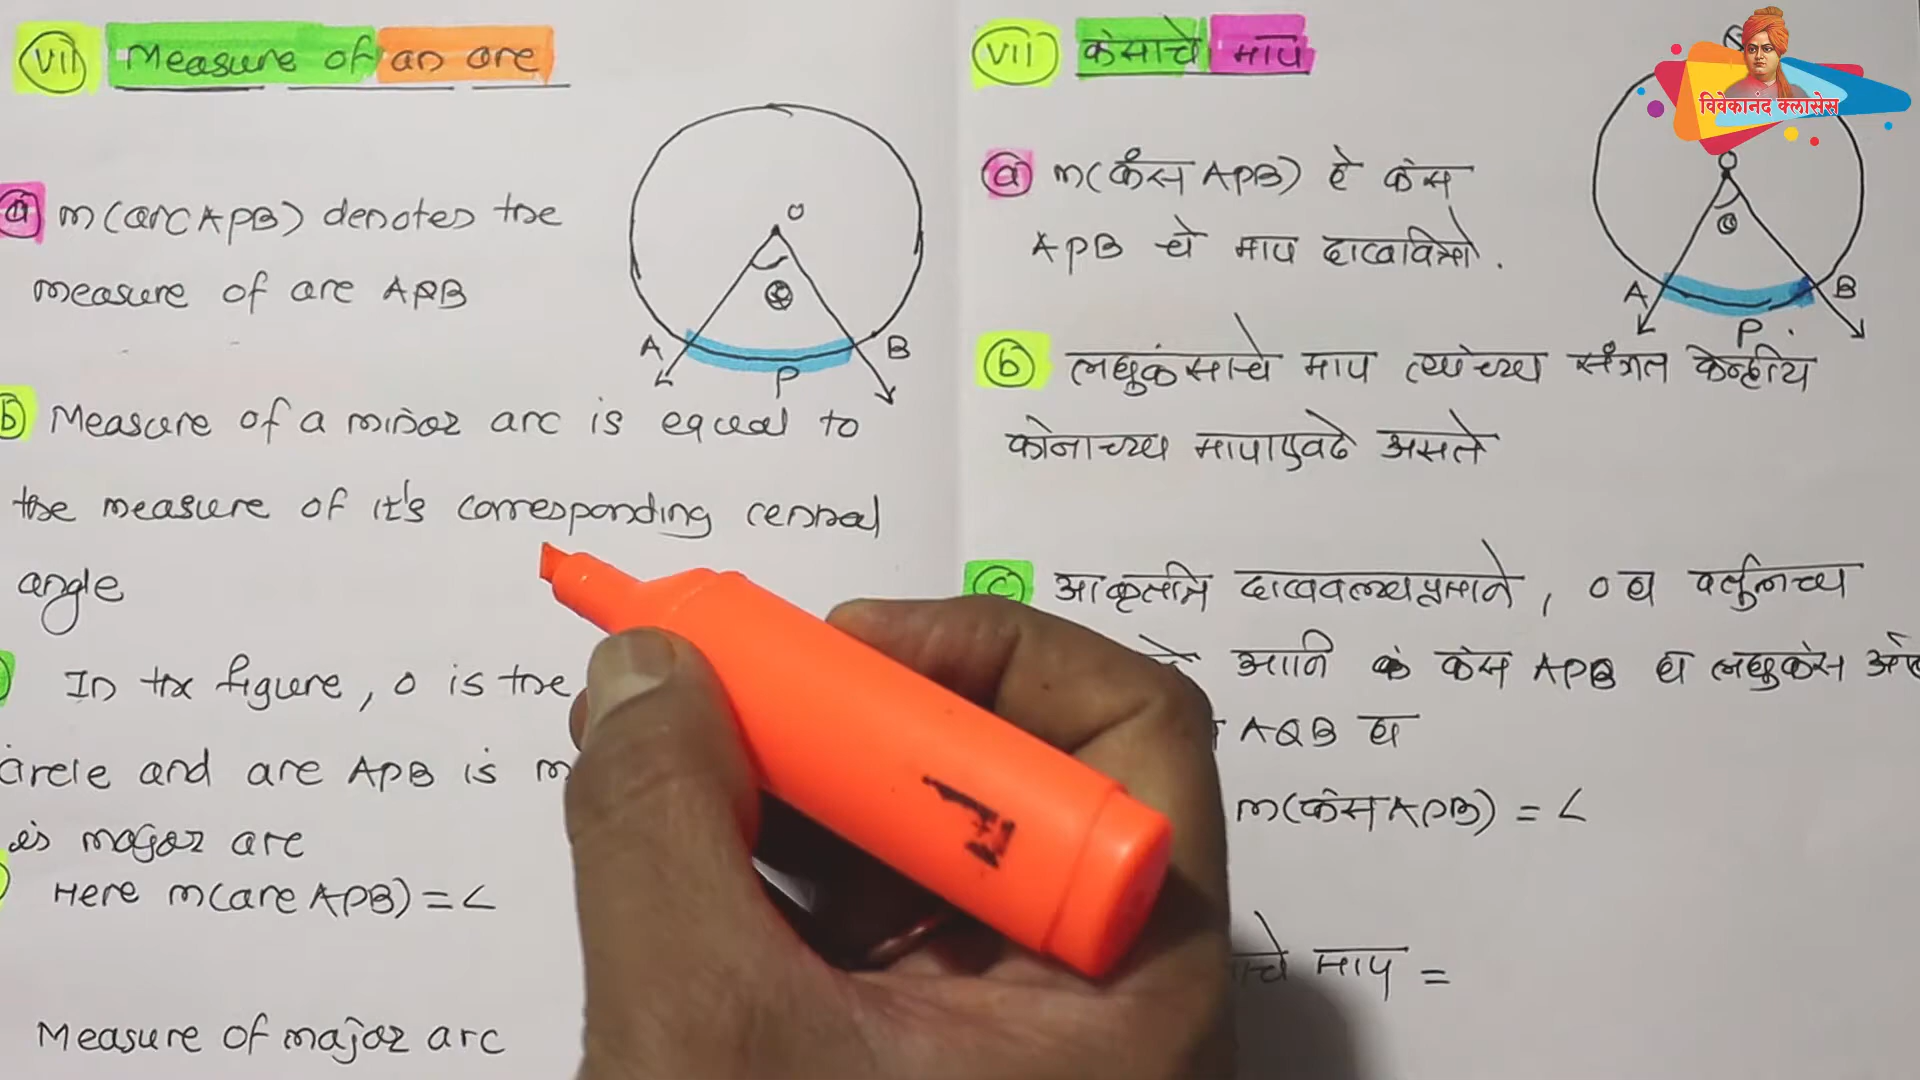 VII Measure of an arc
a m(arc APB) denotes the
measure of arc APB
O
A
B
P
b Measure of a minor arc is equal to
the measure of it's corresponding central
angle
In the figure, O is the
circle and arc APB is m
is major arc
Here m(arc APB) = ∠
Measure of major arc
VII कंसाचे माप
a m(कंस APB) हे कंस
APB चे माप दाखवितो.
O
A
B
P
b लघुकंसाचे माप त्याच्या संगत केन्द्रीय
कोनाच्या मापाएवढे असते
c आकृतीत दाखवल्याप्रमाणे, O व वर्तुळाच्य
आणि कंस APB व लघुकंस
AQB व
m(कंस APB) = ∠
माप =
विवेकानंद क्लासेस